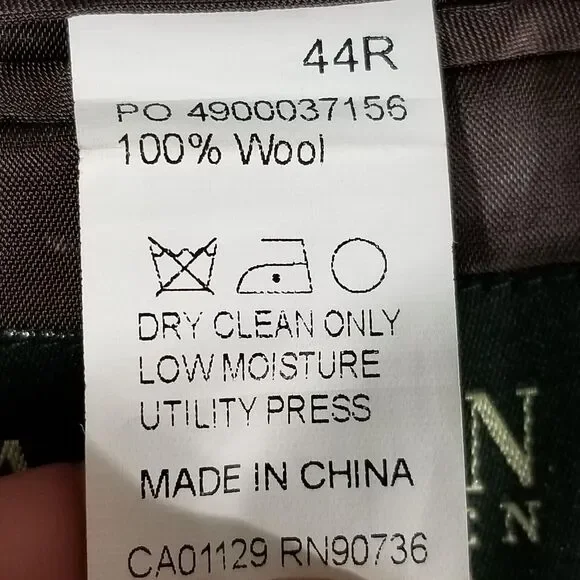 44R
PO 4900037156
100% Wool
DRY CLEAN ONLY
LOW MOISTURE
UTILITY PRESS
MADE IN CHINA
CA01129 RN90736